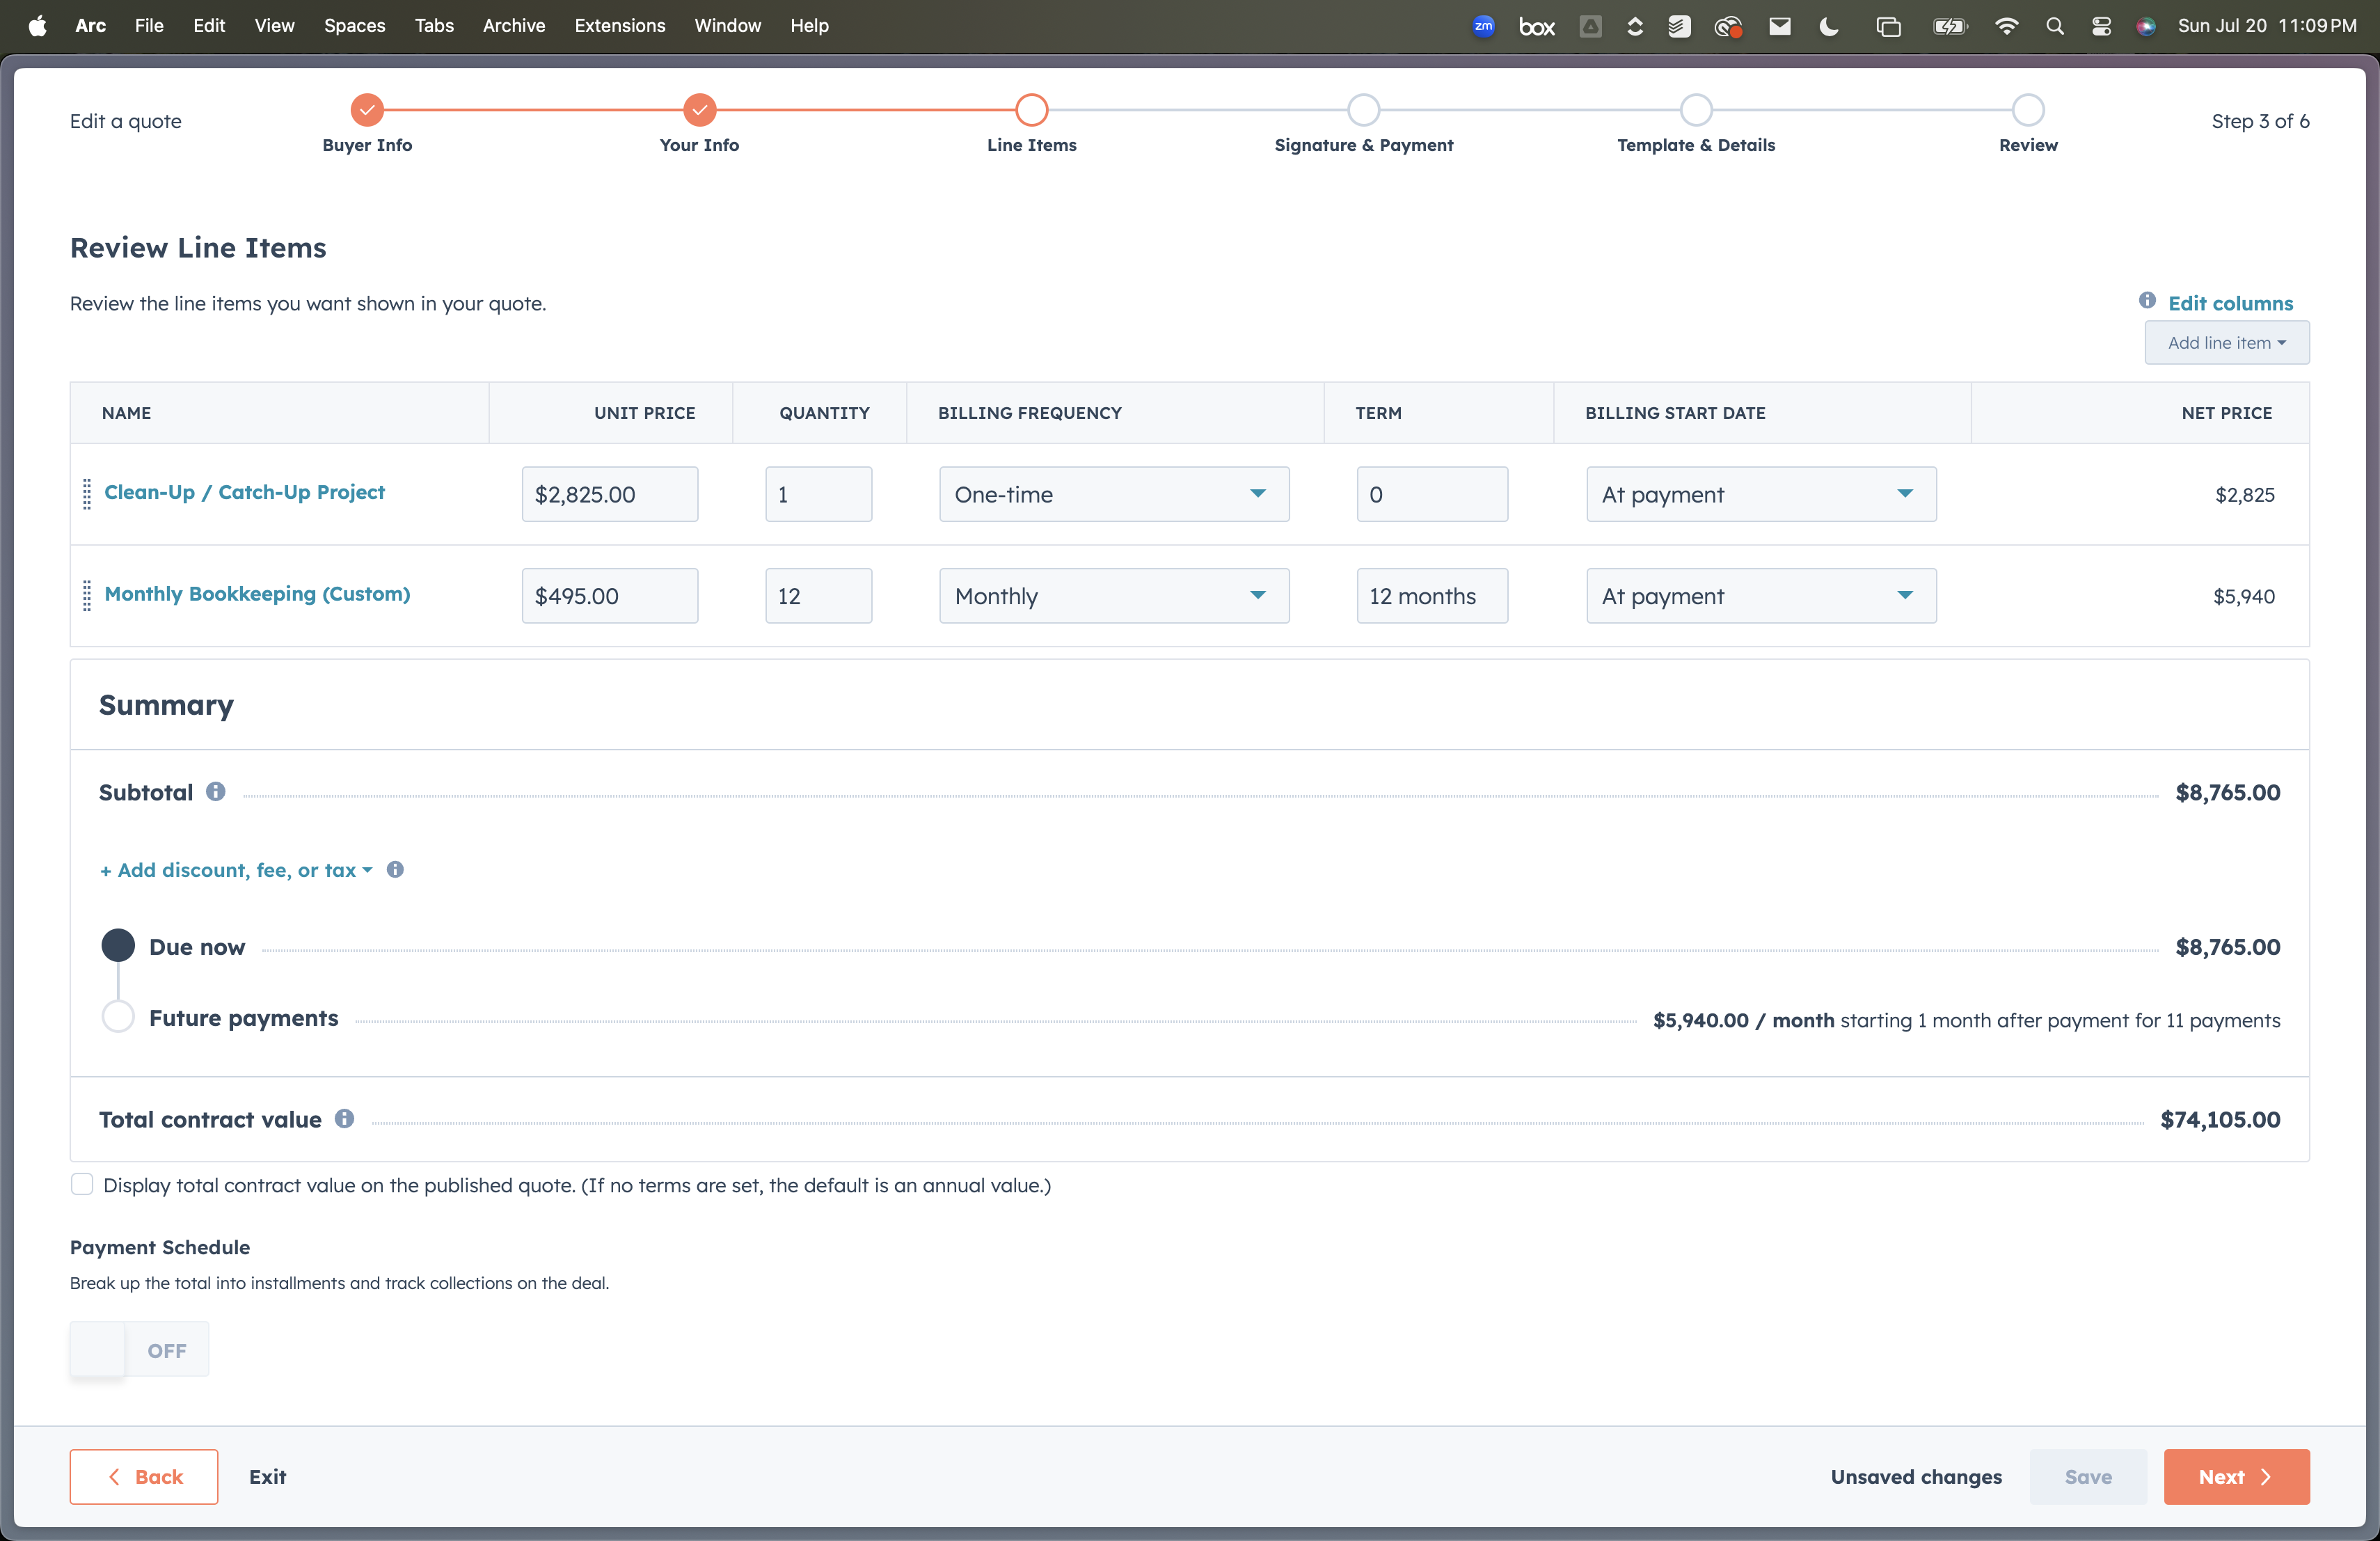 Arc File Edit View Spaces Tabs Archive Extensions Window Help zm box Sun Jul 20 11:09 PM
Edit a quote
Buyer Info
Your Info
Line Items
Signature & Payment
Template & Details
Review
Step 3 of 6
Review Line Items
Review the line items you want shown in your quote.
Edit columns
Add line item
NAME UNIT PRICE QUANTITY BILLING FREQUENCY TERM BILLING START DATE NET PRICE
Clean-Up / Catch-Up Project $2,825.00 1 One-time 0 At payment $2,825
Monthly Bookkeeping (Custom) $495.00 12 Monthly 12 months At payment $5,940
Summary
Subtotal $8,765.00
+ Add discount, fee, or tax
Due now $8,765.00
Future payments $5,940.00 / month starting 1 month after payment for 11 payments
Total contract value $74,105.00
Display total contract value on the published quote. (If no terms are set, the default is an annual value.)
Payment Schedule
Break up the total into installments and track collections on the deal.
OFF
Back Exit Unsaved changes Save Next